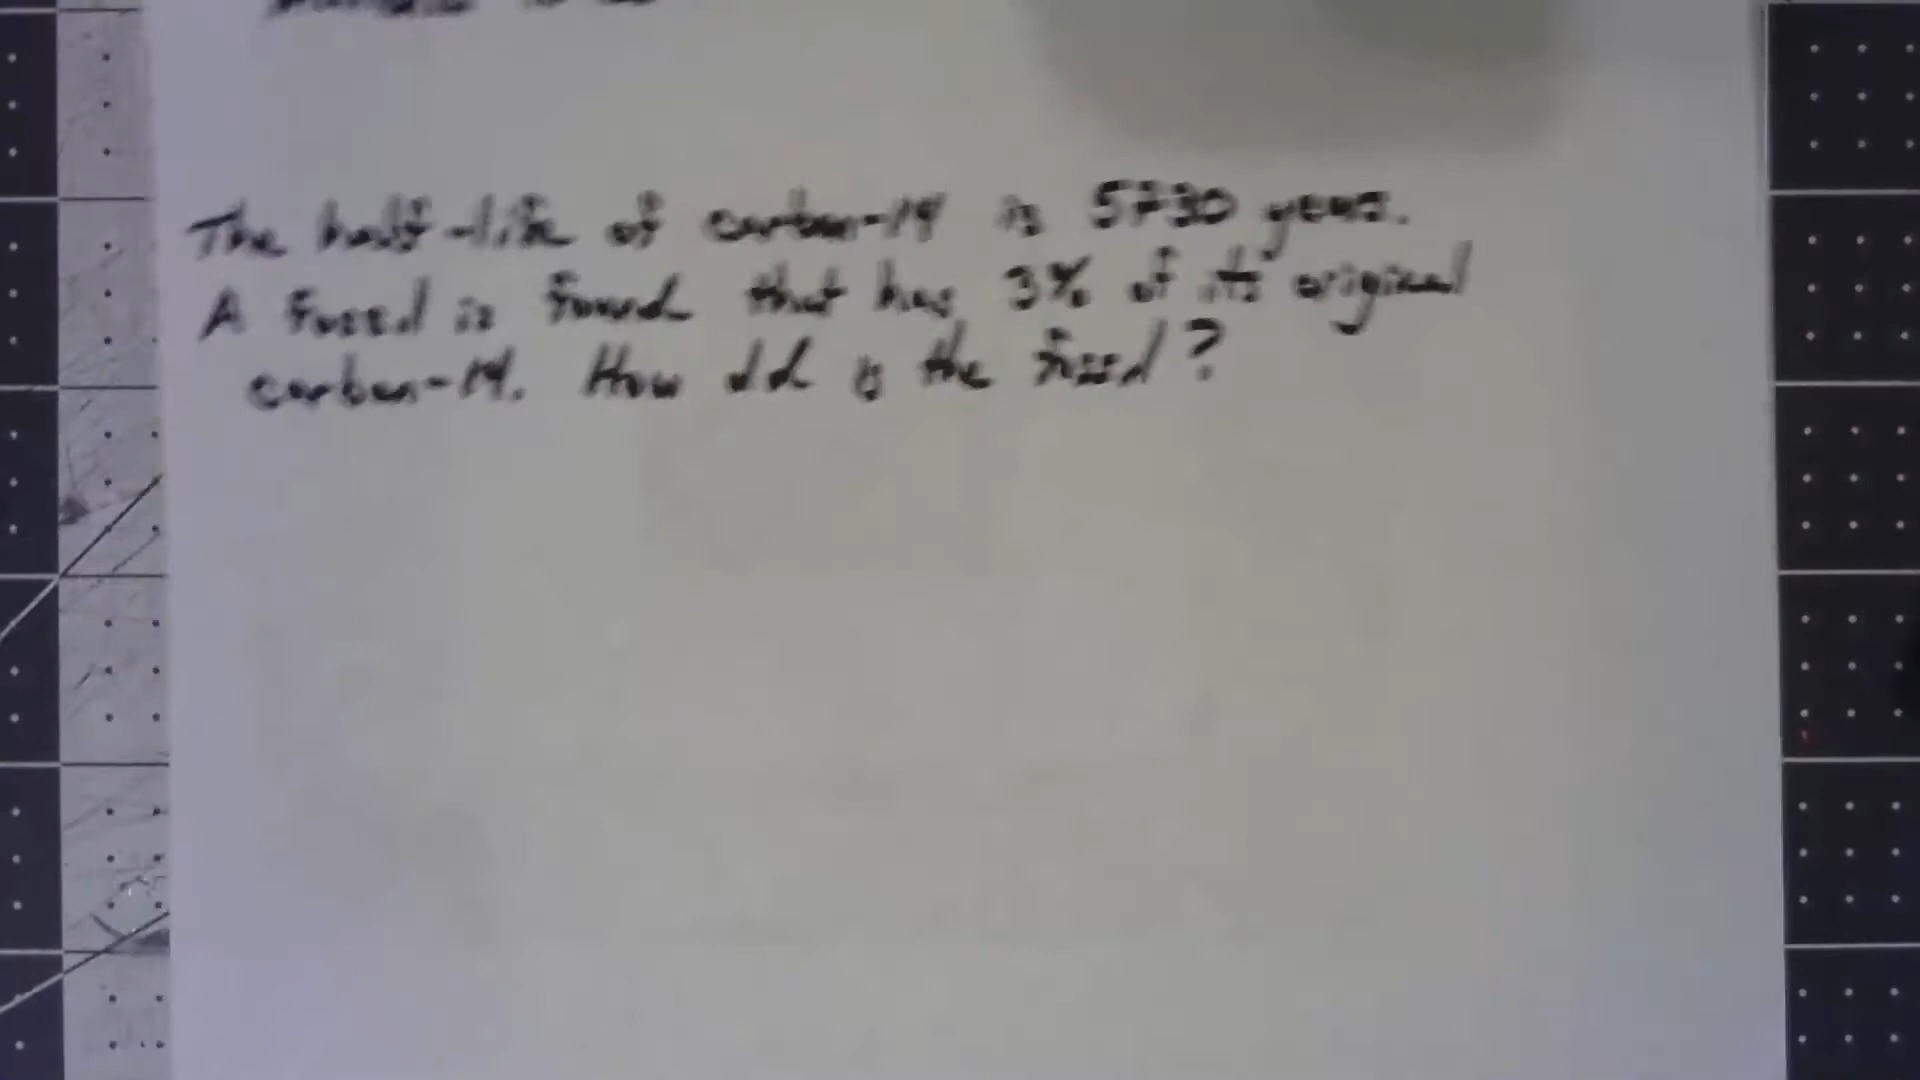 The half-life of carbon-14 is 5730 years.
A fossil is found that has 3% of its original
carbon-14. How old is the fossil?